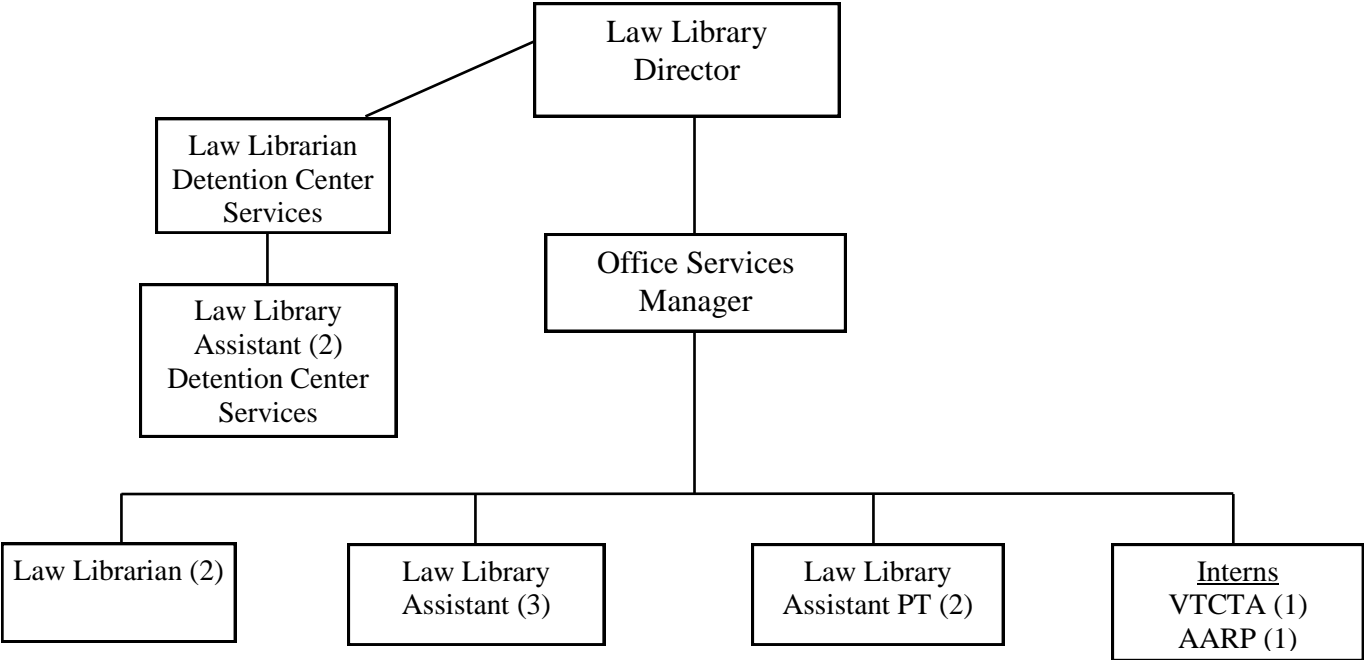 Law Library
Director
Law Librarian
Detention Center
Services
Office Services
Manager
Law Library
Assistant (2)
Detention Center
Services
Law Librarian (2)
Law Library
Assistant (3)
Law Library
Assistant PT (2)
Interns
VTCTA (1)
AARP (1)